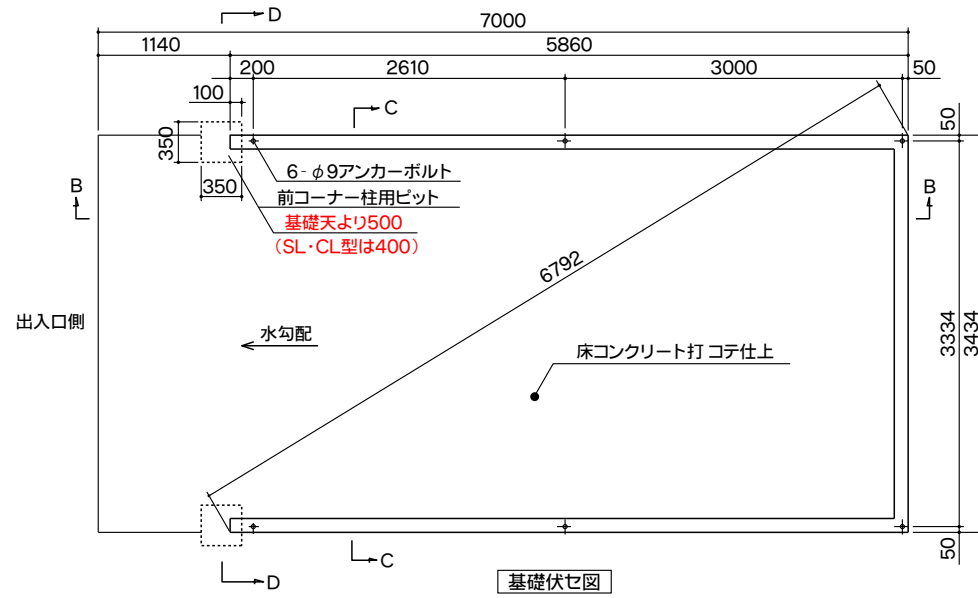 D
7000
1140
5860
200
2610
3000
50
100
C
50
350
6-φ9アンカーボルト
350
前コーナー柱用ピット
B
B
基礎天より500
(SL・CL型は400)
6792
出入口側
水勾配
3334
3434
床コンクリート打 コテ仕上
50
C
D
基礎伏セ図